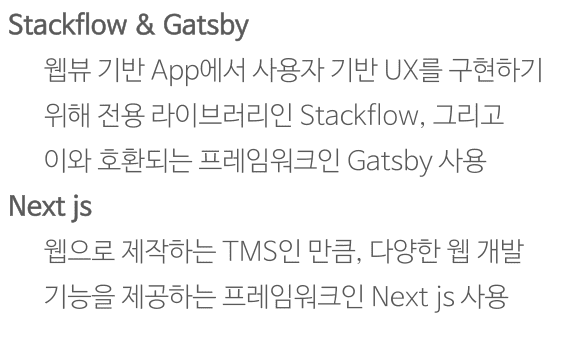 Stackflow & Gatsby
웹뷰 기반 App에서 사용자 기반 UX를 구현하기
위해 전용 라이브러리인 Stackflow, 그리고
이와 호환되는 프레임워크인 Gatsby 사용
Next js
웹으로 제작하는 TMS인 만큼, 다양한 웹 개발
기능을 제공하는 프레임워크인 Next js 사용